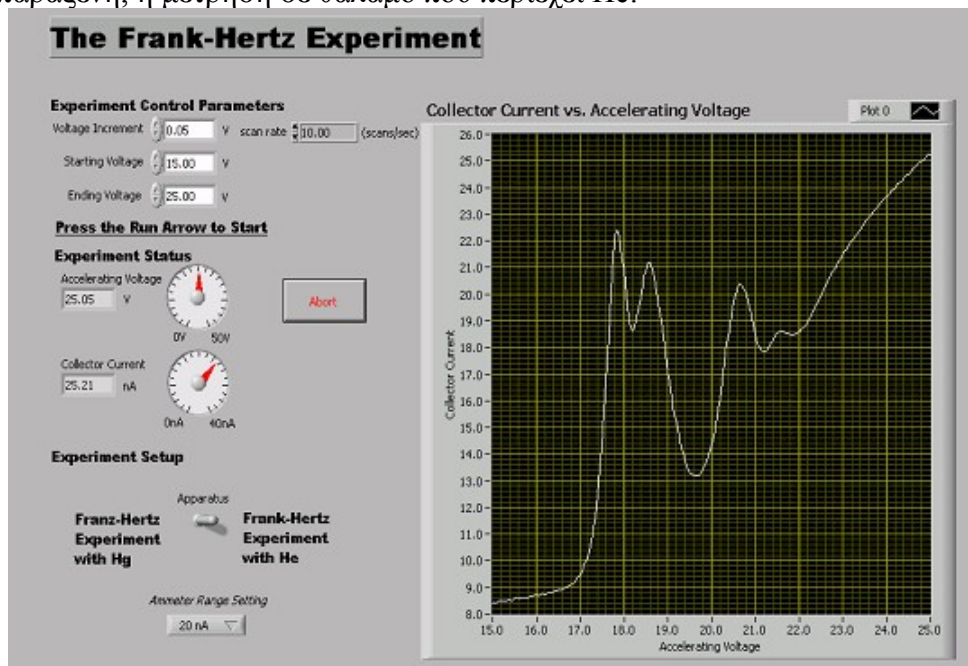 The Frank-Hertz Experiment
Experiment Control Parameters
Voltage Increment 0.05 V scan rate 10.00 (scans/sec)
Starting Voltage 15.00 V
Ending Voltage 25.00 V
Press the Run Arrow to Start
Experiment Status
Accelerating Voltage
25.05 V
0V 50V
Abort
Collector Current
25.21 nA
0nA 40nA
Experiment Setup
Apparatus
Franz-Hertz Experiment with Hg
Frank-Hertz Experiment with He
Ammeter Range Setting
20 nA
Collector Current vs. Accelerating Voltage
Plot 0
Collector Current
26.0
25.0
24.0
23.0
22.0
21.0
20.0
19.0
18.0
17.0
16.0
15.0
14.0
13.0
12.0
11.0
10.0
9.0
8.0
15.0 16.0 17.0 18.0 19.0 20.0 21.0 22.0 23.0 24.0 25.0
Accelerating Voltage